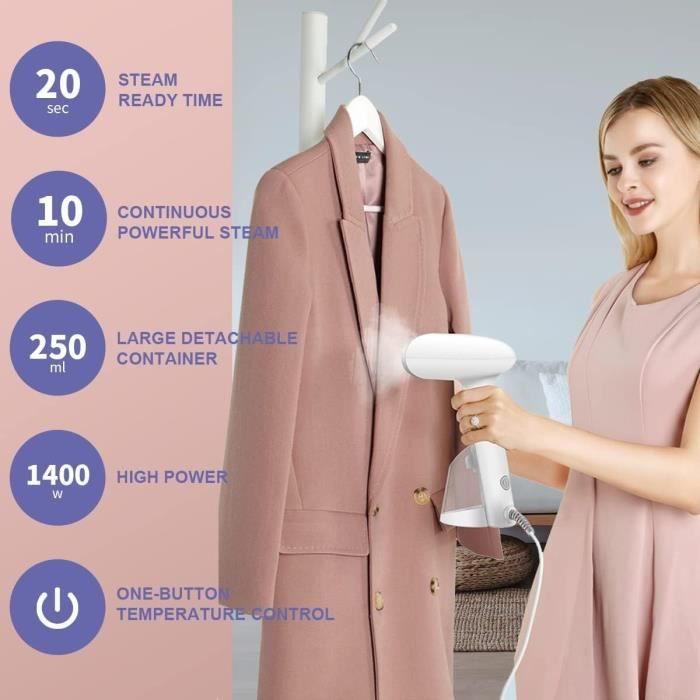 20
sec
STEAM
READY TIME
10
min
CONTINUOUS
POWERFUL STEAM
250
ml
LARGE DETACHABLE
CONTAINER
1400
w
HIGH POWER
ONE-BUTTON
TEMPERATURE CONTROL